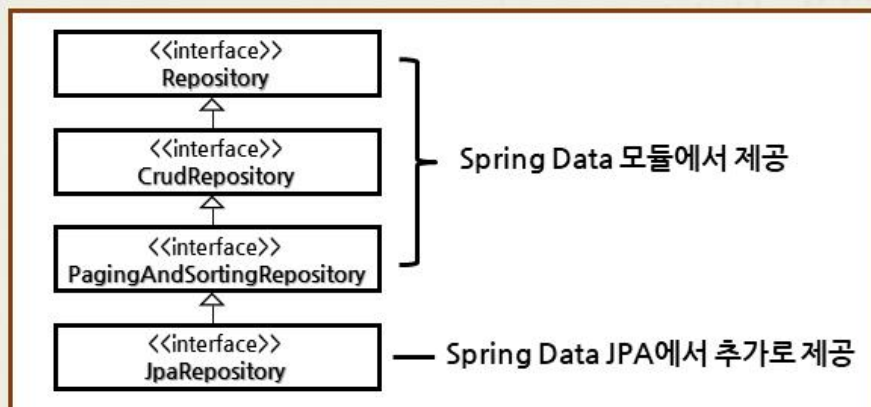 <<interface>>
Repository
<<interface>>
CrudRepository
<<interface>>
PagingAndSortingRepository
Spring Data 모듈에서 제공
<<interface>>
JpaRepository
Spring Data JPA에서 추가로 제공